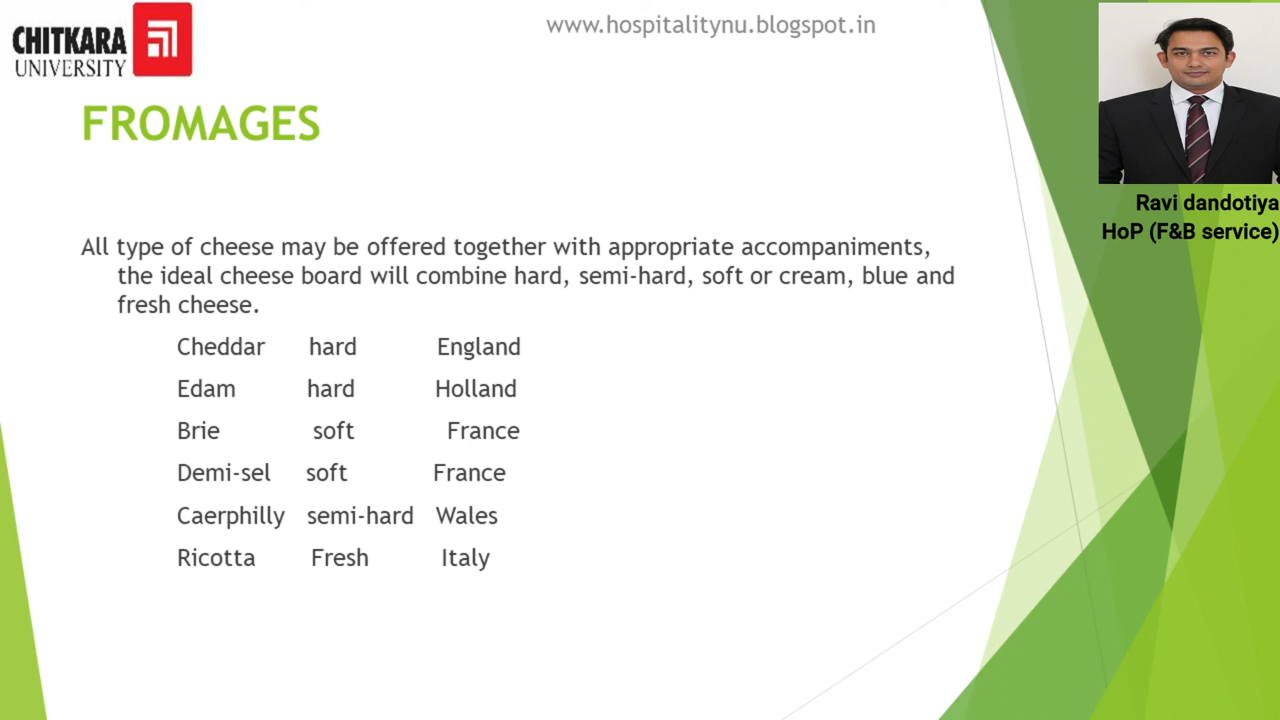 CHITKARA
UNIVERSITY
www.hospitalitynu.blogspot.in
FROMAGES
Ravi dandotiya
HoP (F&B service)
All type of cheese may be offered together with appropriate accompaniments,
the ideal cheese board will combine hard, semi-hard, soft or cream, blue and
fresh cheese.
Cheddar hard England
Edam hard Holland
Brie soft France
Demi-sel soft France
Caerphilly semi-hard Wales
Ricotta Fresh Italy